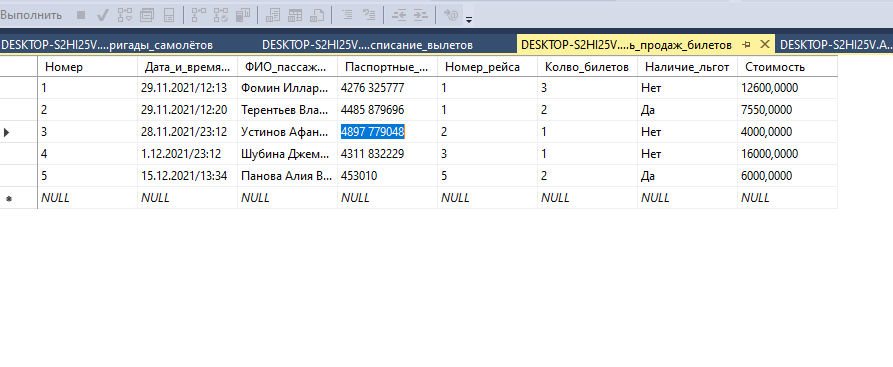 Выполнить
DESKTOP-S2HI25V....ригады_самолётов DESKTOP-S2HI25V....списание_вылетов DESKTOP-S2HI25V....ь_продаж_билетов DESKTOP-S2HI25V.A...
Номер Дата_и_время... ФИО_пассаж... Паспортные_... Номер_рейса Колво_билетов Наличие_льгот Стоимость
1 29.11.2021/12:13 Фомин Иллар... 4276 325777 1 3 Нет 12600,0000
2 29.11.2021/12:20 Терентьев Вла... 4485 879696 1 2 Да 7550,0000
3 28.11.2021/23:12 Устинов Афан... 4897 779048 2 1 Нет 4000,0000
4 1.12.2021/23:12 Шубина Джем... 4311 832229 3 1 Нет 16000,0000
5 15.12.2021/13:34 Панова Алия В... 453010 5 2 Да 6000,0000
NULL NULL NULL NULL NULL NULL NULL NULL